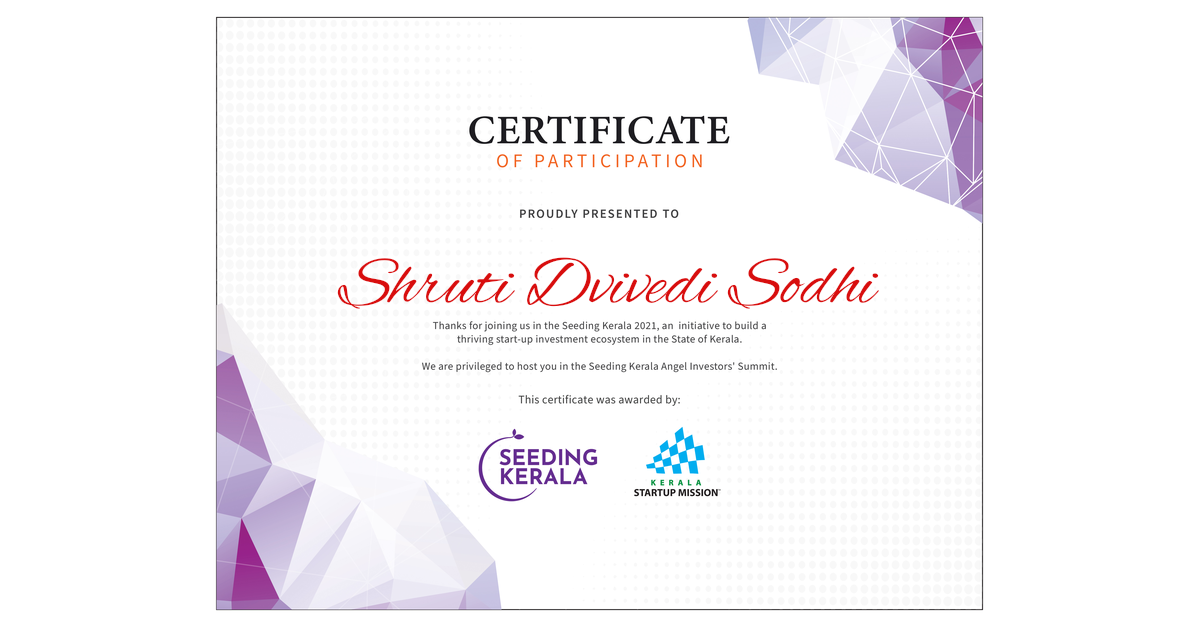 CERTIFICATE
OF PARTICIPATION
PROUDLY PRESENTED TO
Shruti Dvivedi Sodhi
Thanks for joining us in the Seeding Kerala 2021, an initiative to build a
thriving start-up investment ecosystem in the State of Kerala.
We are privileged to host you in the Seeding Kerala Angel Investors' Summit.
This certificate was awarded by:
SEEDING
KERALA
KERALA
STARTUP MISSION